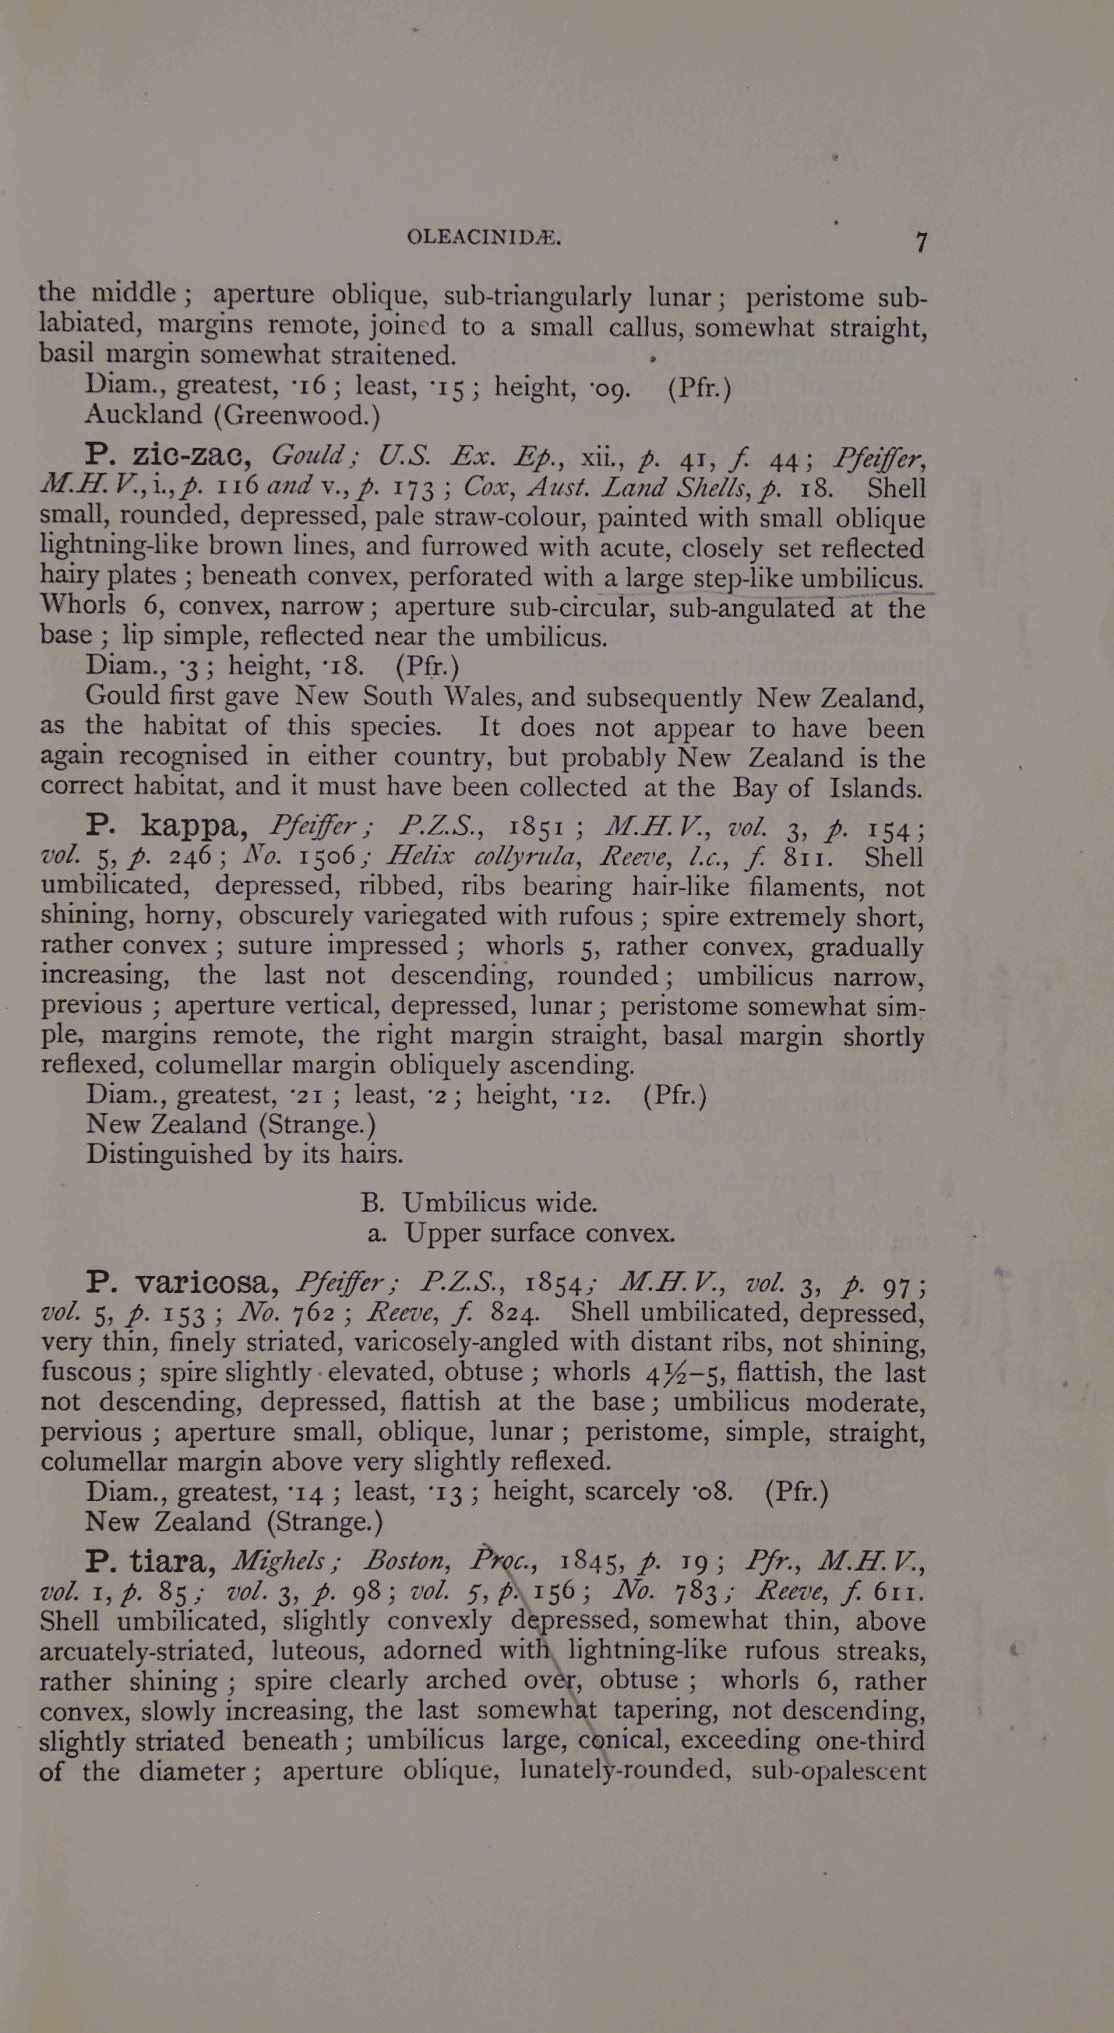 OLEACINIDÆ. 7
the middle ; aperture oblique, sub-triangularly lunar ; peristome sub-
labiated, margins remote, joined to a small callus, somewhat straight,
basil margin somewhat straitened.
Diam., greatest, ·16 ; least, ·15 ; height, ·09. (Pfr.)
Auckland (Greenwood.)
P. zic-zac, Gould ; U.S. Ex. Ep., xii., p. 41, f. 44 ; Pfeiffer,
M.H.V., i., p. 116 and v., p. 173 ; Cox, Aust. Land Shells, p. 18. Shell
small, rounded, depressed, pale straw-colour, painted with small oblique
lightning-like brown lines, and furrowed with acute, closely set reflected
hairy plates ; beneath convex, perforated with a large step-like umbilicus.
Whorls 6, convex, narrow ; aperture sub-circular, sub-angulated at the
base ; lip simple, reflected near the umbilicus.
Diam., ·3 ; height, ·18. (Pfr.)
Gould first gave New South Wales, and subsequently New Zealand,
as the habitat of this species. It does not appear to have been
again recognised in either country, but probably New Zealand is the
correct habitat, and it must have been collected at the Bay of Islands.
P. kappa, Pfeiffer ; P.Z.S., 1851 ; M.H.V., vol. 3, p. 154 ;
vol. 5, p. 246 ; No. 1506 ; Helix collyrula, Reeve, l.c., f. 811. Shell
umbilicated, depressed, ribbed, ribs bearing hair-like filaments, not
shining, horny, obscurely variegated with rufous ; spire extremely short,
rather convex ; suture impressed ; whorls 5, rather convex, gradually
increasing, the last not descending, rounded ; umbilicus narrow,
previous ; aperture vertical, depressed, lunar ; peristome somewhat sim-
ple, margins remote, the right margin straight, basal margin shortly
reflexed, columellar margin obliquely ascending.
Diam., greatest, ·21 ; least, ·2 ; height, ·12. (Pfr.)
New Zealand (Strange.)
Distinguished by its hairs.
B. Umbilicus wide.
a. Upper surface convex.
P. varicosa, Pfeiffer ; P.Z.S., 1854 ; M.H.V., vol. 3, p. 97 ;
vol. 5, p. 153 ; No. 762 ; Reeve, f. 824. Shell umbilicated, depressed,
very thin, finely striated, varicosely-angled with distant ribs, not shining,
fuscous ; spire slightly elevated, obtuse ; whorls 4½–5, flattish, the last
not descending, depressed, flattish at the base ; umbilicus moderate,
pervious ; aperture small, oblique, lunar ; peristome, simple, straight,
columellar margin above very slightly reflexed.
Diam., greatest, ·14 ; least, ·13 ; height, scarcely ·08. (Pfr.)
New Zealand (Strange.)
P. tiara, Mighels ; Boston, Proc., 1845, p. 19 ; Pfr., M.H.V.,
vol. 1, p. 85 ; vol. 3, p. 98 ; vol. 5, p. 156 ; No. 783 ; Reeve, f. 611.
Shell umbilicated, slightly convexly depressed, somewhat thin, above
arcuately-striated, luteous, adorned with lightning-like rufous streaks,
rather shining ; spire clearly arched over, obtuse ; whorls 6, rather
convex, slowly increasing, the last somewhat tapering, not descending,
slightly striated beneath ; umbilicus large, conical, exceeding one-third
of the diameter ; aperture oblique, lunately-rounded, sub-opalescent